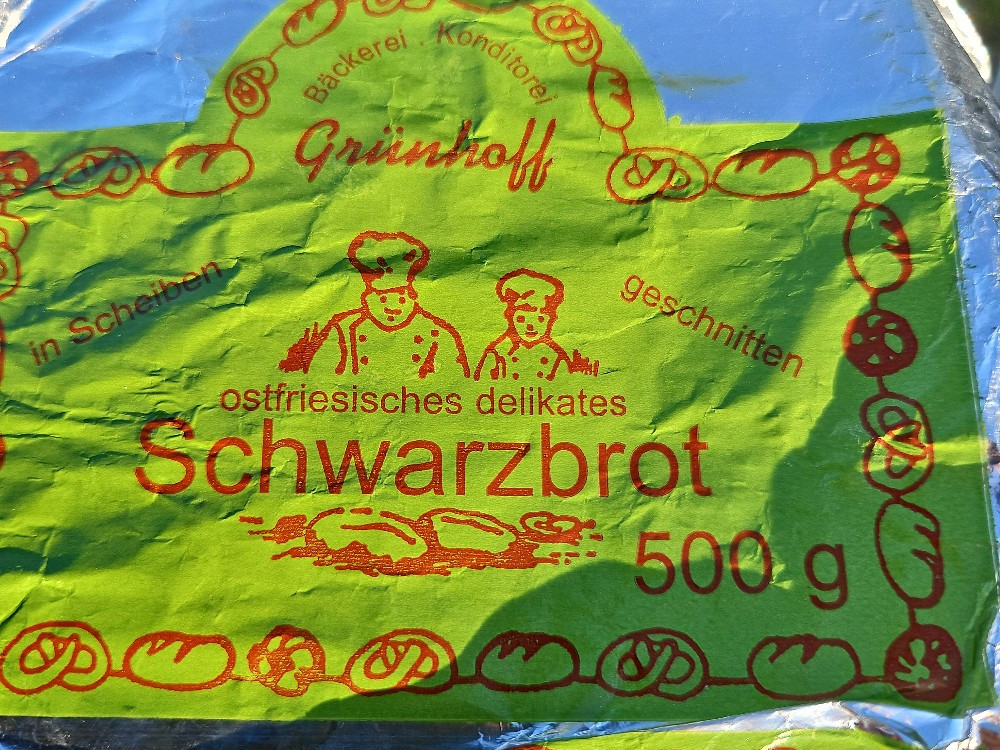 Bäckerei . Konditorei
Grünhoff
in Scheiben geschnitten
ostfriesisches delikates
Schwarzbrot
500 g